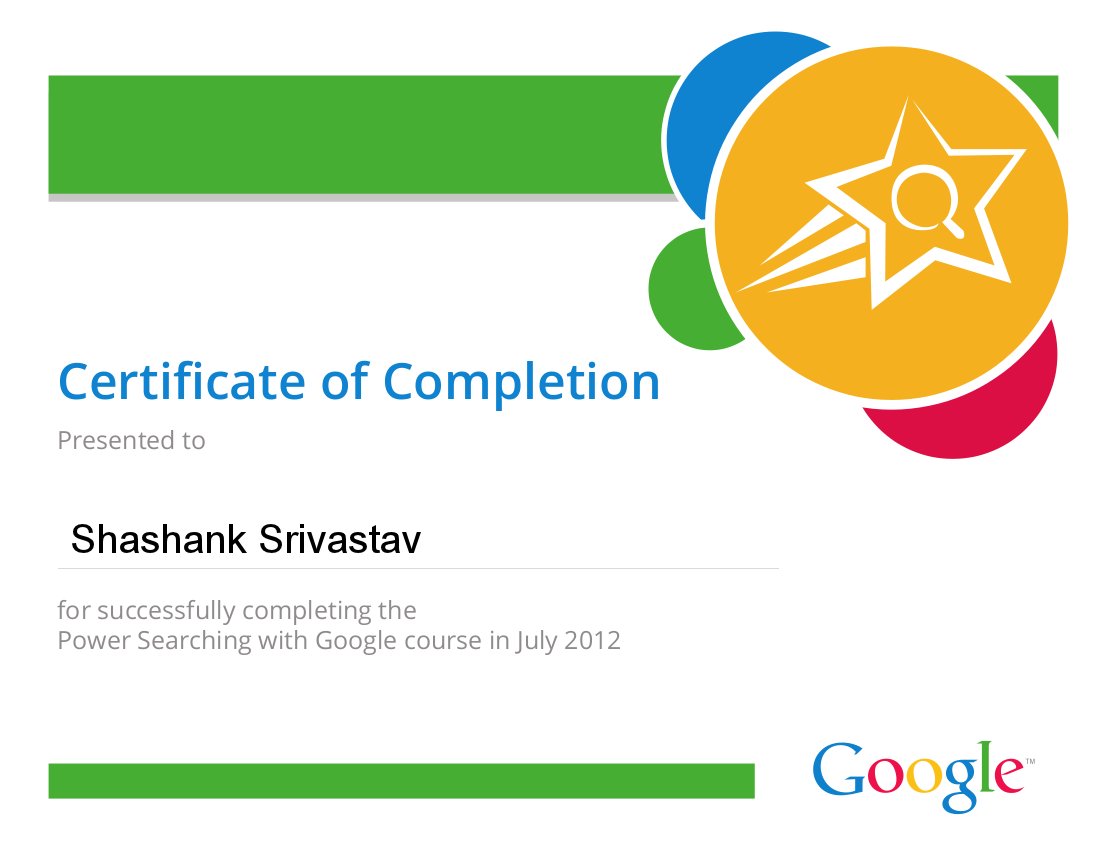 Certificate of Completion
Presented to
Shashank Srivastav
for successfully completing the
Power Searching with Google course in July 2012
Google™